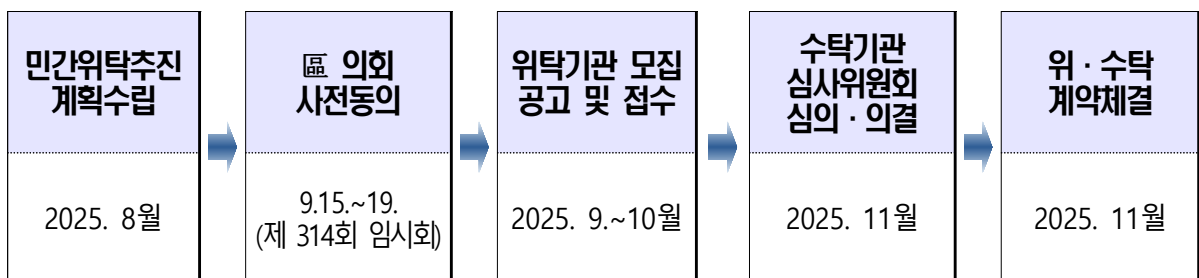 민간위탁추진
계획수립
2025. 8월
區 의회
사전동의
9.15.~19.
(제 314회 임시회)
위탁기관 모집
공고 및 접수
2025. 9.~10월
수탁기관
심사위원회
심의·의결
2025. 11월
위·수탁
계약체결
2025. 11월